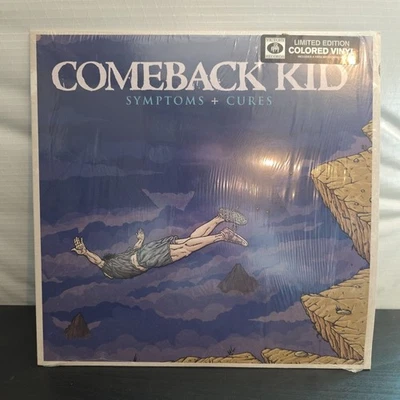 LIMITED EDITION
COLORED VINYL
COMEBACK KID
SYMPTOMS + CURES